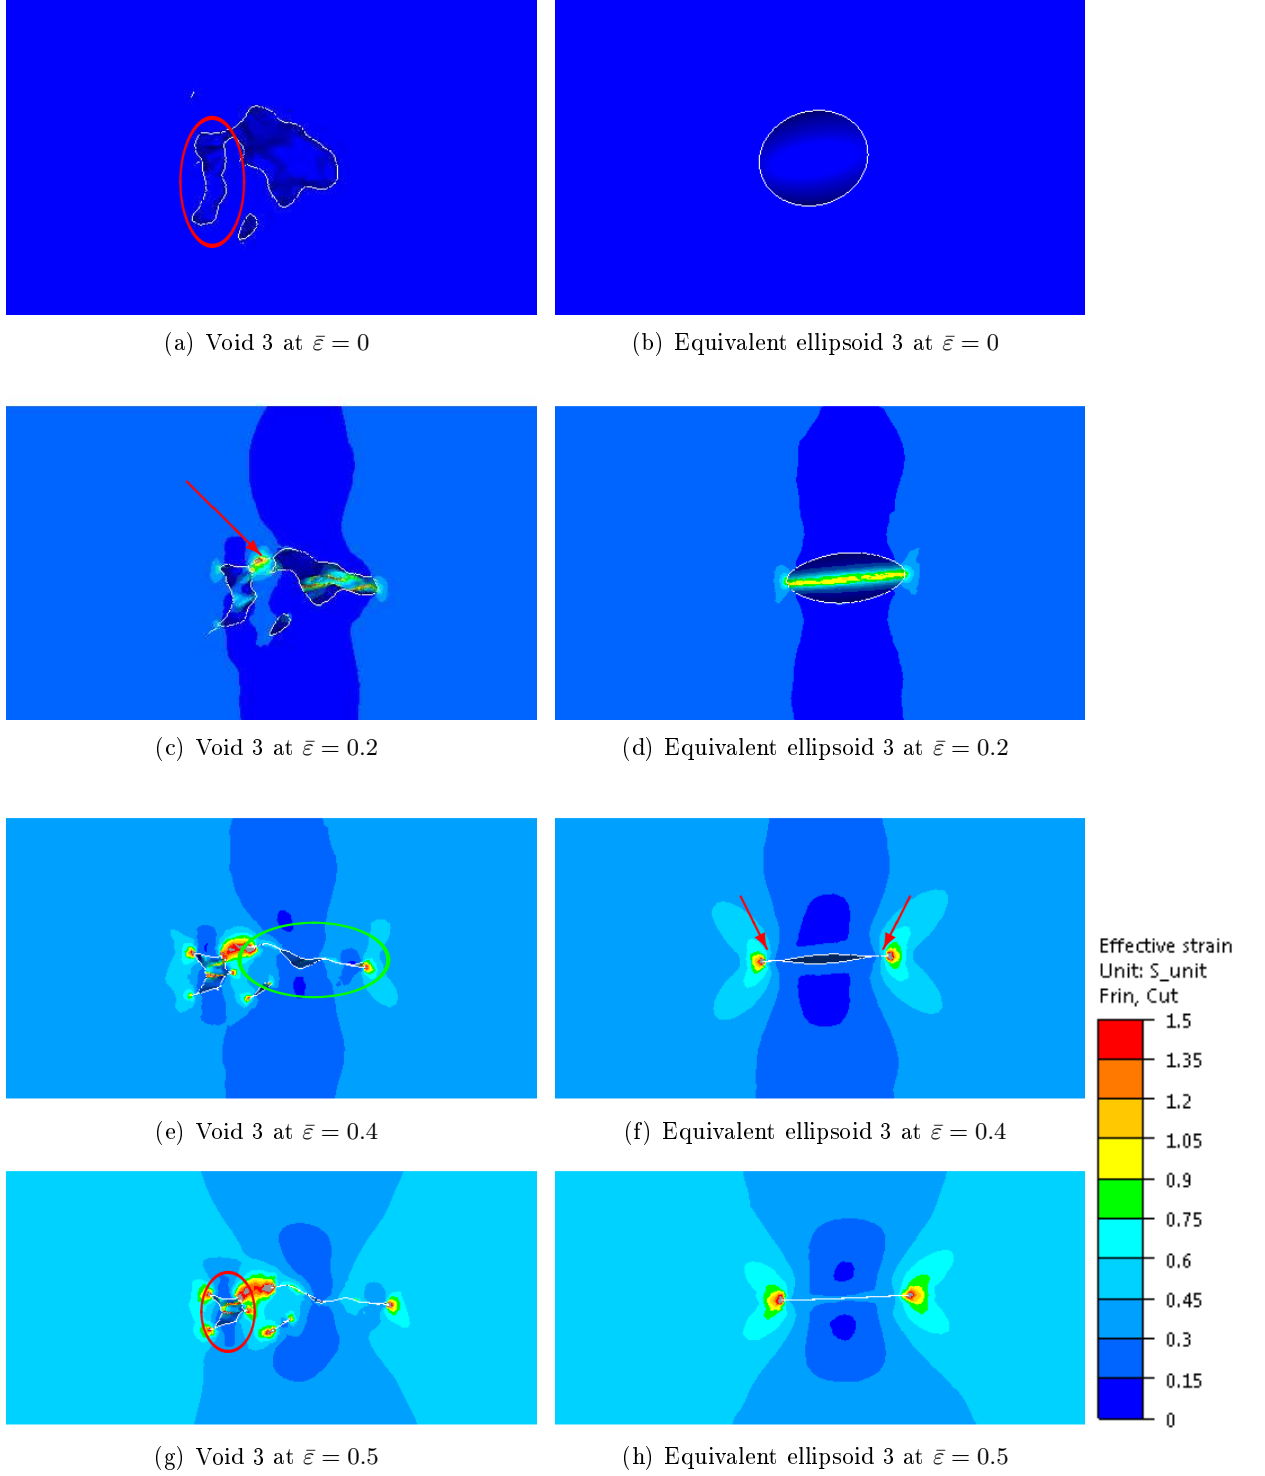 (a) Void 3 at ε̄ = 0
(b) Equivalent ellipsoid 3 at ε̄ = 0
(c) Void 3 at ε̄ = 0.2
(d) Equivalent ellipsoid 3 at ε̄ = 0.2
(e) Void 3 at ε̄ = 0.4
(f) Equivalent ellipsoid 3 at ε̄ = 0.4
Effective strain
Unit: S_unit
Frin, Cut
1.5
1.35
1.2
1.05
0.9
0.75
0.6
0.45
0.3
0.15
0
(g) Void 3 at ε̄ = 0.5
(h) Equivalent ellipsoid 3 at ε̄ = 0.5